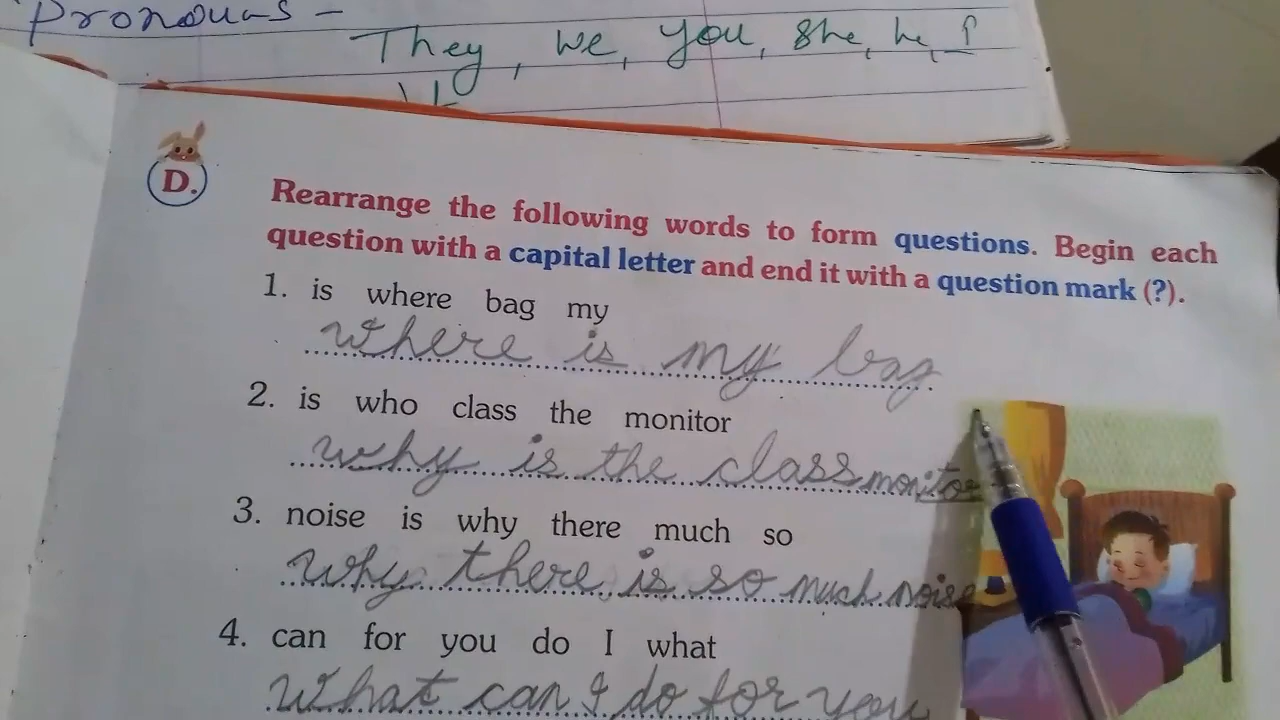 Pronouns -
They, we, you, she, he, I
It
D.
Rearrange the following words to form questions. Begin each
question with a capital letter and end it with a question mark (?).
1. is where bag my
where is my bag
2. is who class the monitor
why is the class monitor
3. noise is why there much so
why there is so much noise
4. can for you do I what
What can I do for you